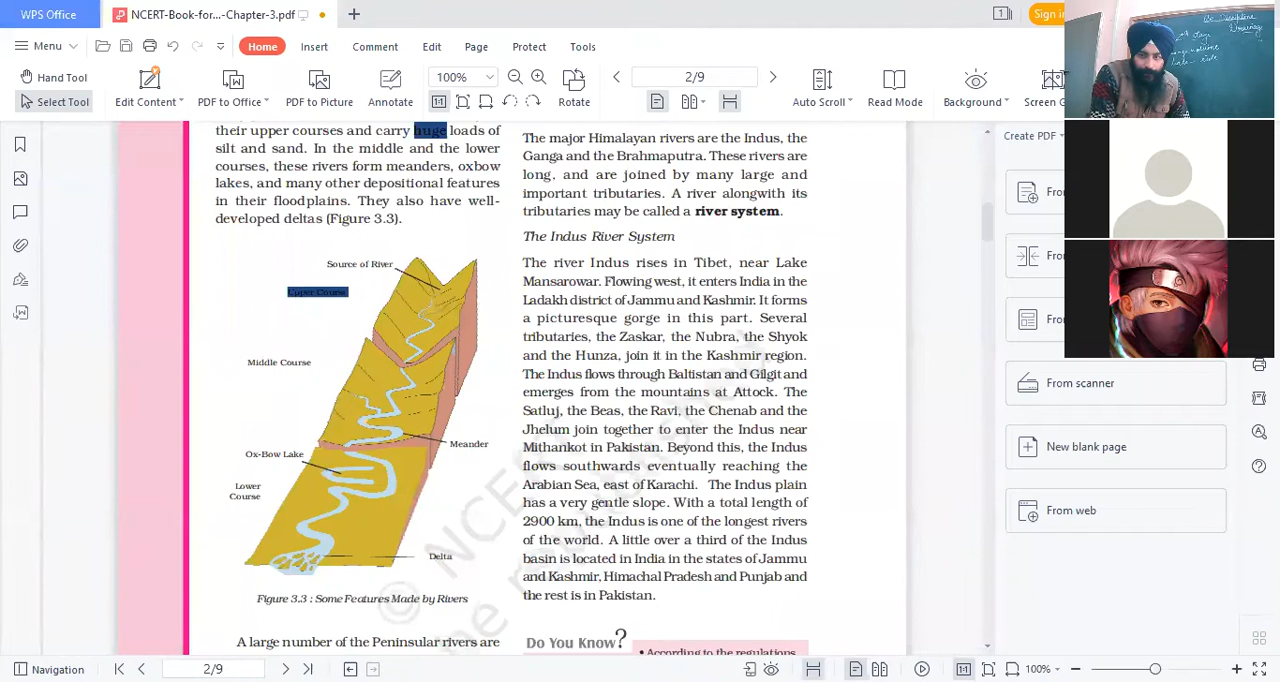 WPS Office
NCERT-Book-for...-Chapter-3.pdf
Sign in
Menu
Home
Insert
Comment
Edit
Page
Protect
Tools
Hand Tool
Select Tool
Edit Content
PDF to Office
PDF to Picture
Annotate
100%
Rotate
2/9
Auto Scroll
Read Mode
Background
Screen G
their upper courses and carry huge loads of
silt and sand. In the middle and the lower
courses, these rivers form meanders, oxbow
lakes, and many other depositional features
in their floodplains. They also have well-
developed deltas (Figure 3.3).
Source of River
Upper Course
Middle Course
Meander
Ox-Bow Lake
Lower
Course
Delta
Figure 3.3 : Some Features Made by Rivers
A large number of the Peninsular rivers are
The major Himalayan rivers are the Indus, the
Ganga and the Brahmaputra. These rivers are
long, and are joined by many large and
important tributaries. A river alongwith its
tributaries may be called a river system.
The Indus River System
The river Indus rises in Tibet, near Lake
Mansarowar. Flowing west, it enters India in the
Ladakh district of Jammu and Kashmir. It forms
a picturesque gorge in this part. Several
tributaries, the Zaskar, the Nubra, the Shyok
and the Hunza, join it in the Kashmir region.
The Indus flows through Baltistan and Gilgit and
emerges from the mountains at Attock. The
Satluj, the Beas, the Ravi, the Chenab and the
Jhelum join together to enter the Indus near
Mithankot in Pakistan. Beyond this, the Indus
flows southwards eventually reaching the
Arabian Sea, east of Karachi. The Indus plain
has a very gentle slope. With a total length of
2900 km, the Indus is one of the longest rivers
of the world. A little over a third of the Indus
basin is located in India in the states of Jammu
and Kashmir, Himachal Pradesh and Punjab and
the rest is in Pakistan.
Do You Know?
• According to the regulations
© NCERT
Create PDF
Fro
Fro
Fro
From scanner
New blank page
From web
Navigation
2/9
100%